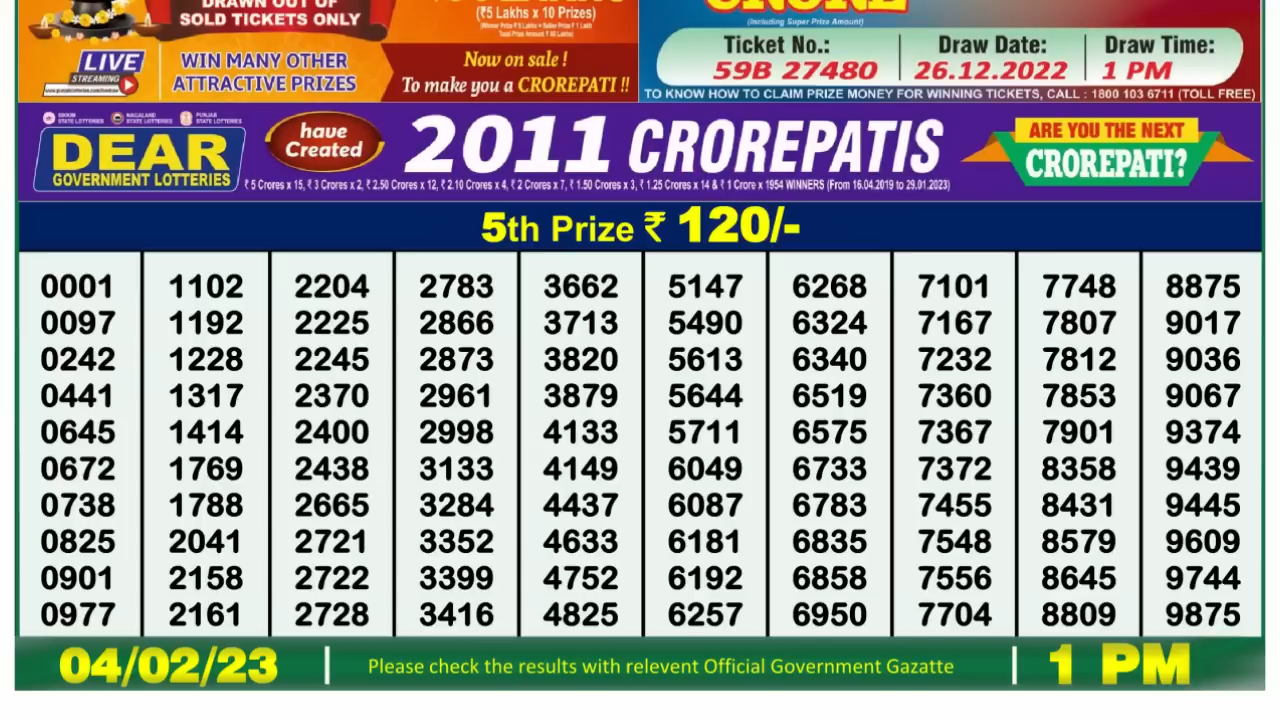 DRAWN OUT OF
SOLD TICKETS ONLY
LIVE
STREAMING
WIN MANY OTHER
ATTRACTIVE PRIZES
(₹5 Lakhs x 10 Prizes)
Now on sale !
To make you a CROREPATI !!
(Including Super Prize Amount)
Ticket No.: Draw Date: Draw Time:
59B 27480 26.12.2022 1 PM
TO KNOW HOW TO CLAIM PRIZE MONEY FOR WINNING TICKETS, CALL : 1800 103 6711 (TOLL FREE)
SIKKIM STATE LOTTERIES NAGALAND STATE LOTTERIES PUNJAB STATE LOTTERIES
DEAR
GOVERNMENT LOTTERIES
have
Created
2011 CROREPATIS
₹ 5 Crores x 15, ₹ 3 Crores x 2, ₹ 2.50 Crores x 12, ₹ 2.10 Crores x 4, ₹ 2 Crores x 7, ₹ 1.50 Crores x 3, ₹ 1.25 Crores x 14 & ₹ 1 Crore x 1954 WINNERS (From 16.04.2019 to 29.01.2023)
ARE YOU THE NEXT
CROREPATI?
5th Prize ₹ 120/-
0001 1102 2204 2783 3662 5147 6268 7101 7748 8875
0097 1192 2225 2866 3713 5490 6324 7167 7807 9017
0242 1228 2245 2873 3820 5613 6340 7232 7812 9036
0441 1317 2370 2961 3879 5644 6519 7360 7853 9067
0645 1414 2400 2998 4133 5711 6575 7367 7901 9374
0672 1769 2438 3133 4149 6049 6733 7372 8358 9439
0738 1788 2665 3284 4437 6087 6783 7455 8431 9445
0825 2041 2721 3352 4633 6181 6835 7548 8579 9609
0901 2158 2722 3399 4752 6192 6858 7556 8645 9744
0977 2161 2728 3416 4825 6257 6950 7704 8809 9875
04/02/23 Please check the results with relevent Official Government Gazatte 1 PM